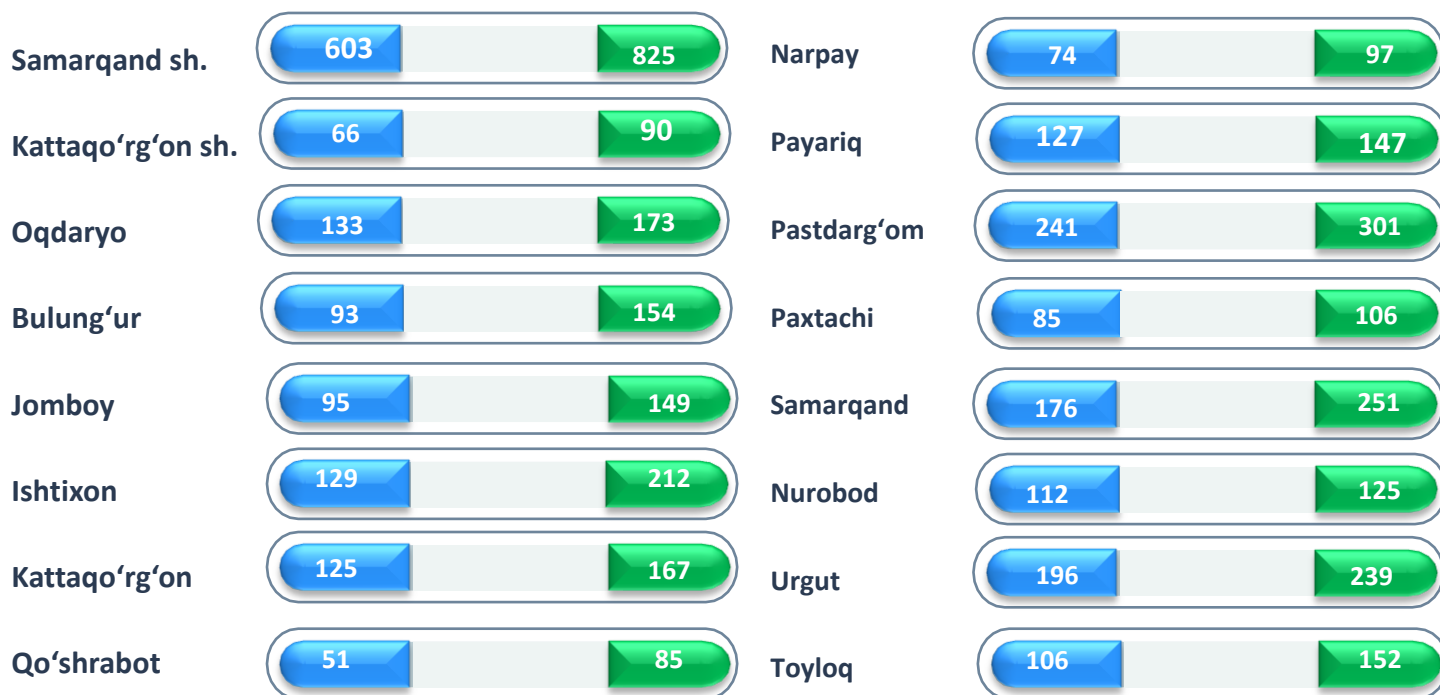 Samarqand sh. 603 825
Kattaqo‘rg‘on sh. 66 90
Oqdaryo 133 173
Bulung‘ur 93 154
Jomboy 95 149
Ishtixon 129 212
Kattaqo‘rg‘on 125 167
Qo‘shrabot 51 85
Narpay 74 97
Payariq 127 147
Pastdarg‘om 241 301
Paxtachi 85 106
Samarqand 176 251
Nurobod 112 125
Urgut 196 239
Toyloq 106 152